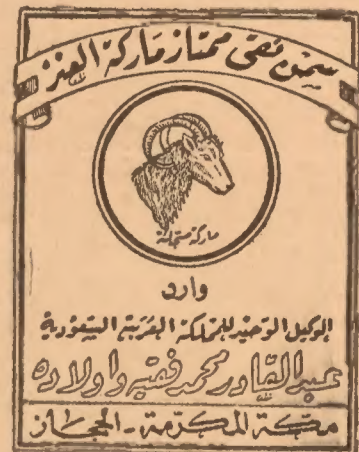 سمن نقي ممتاز ماركة العنز
ماركة مسجلة
وارد
الوكيل الوحيد للمملكة العربية السعودية
عبد القادر محمد فقيه واولاده
مكة المكرمة - الحجاز